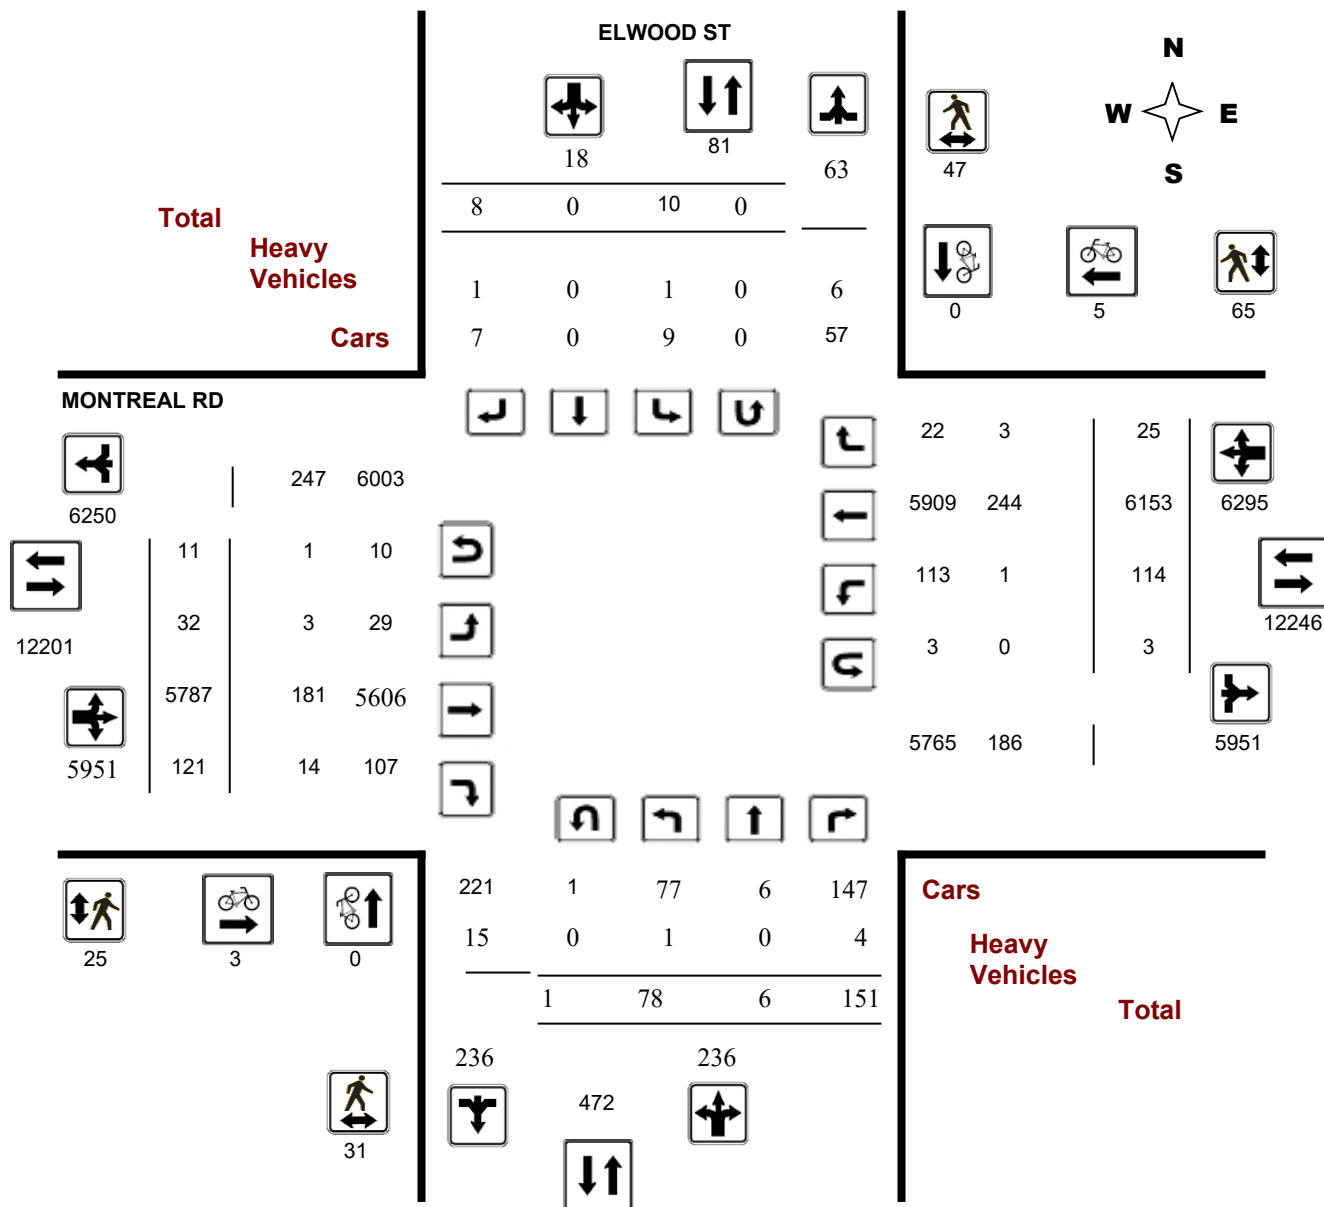 ELWOOD ST
N
W E
S
18 81 63 47
Total 8 0 10 0
Heavy
Vehicles 1 0 1 0 6
0 5 65
Cars 7 0 9 0 57
MONTREAL RD
22 3 25
247 6003
6250
5909 244 6153 6295
11 1 10
113 1 114
32 3 29
12201
12246
3 0 3
5787 181 5606
5765 186 5951
5951 121 14 107
221 1 77 6 147 Cars
15 0 1 0 4 Heavy
Vehicles
25 3 0
1 78 6 151 Total
236 236
472
31